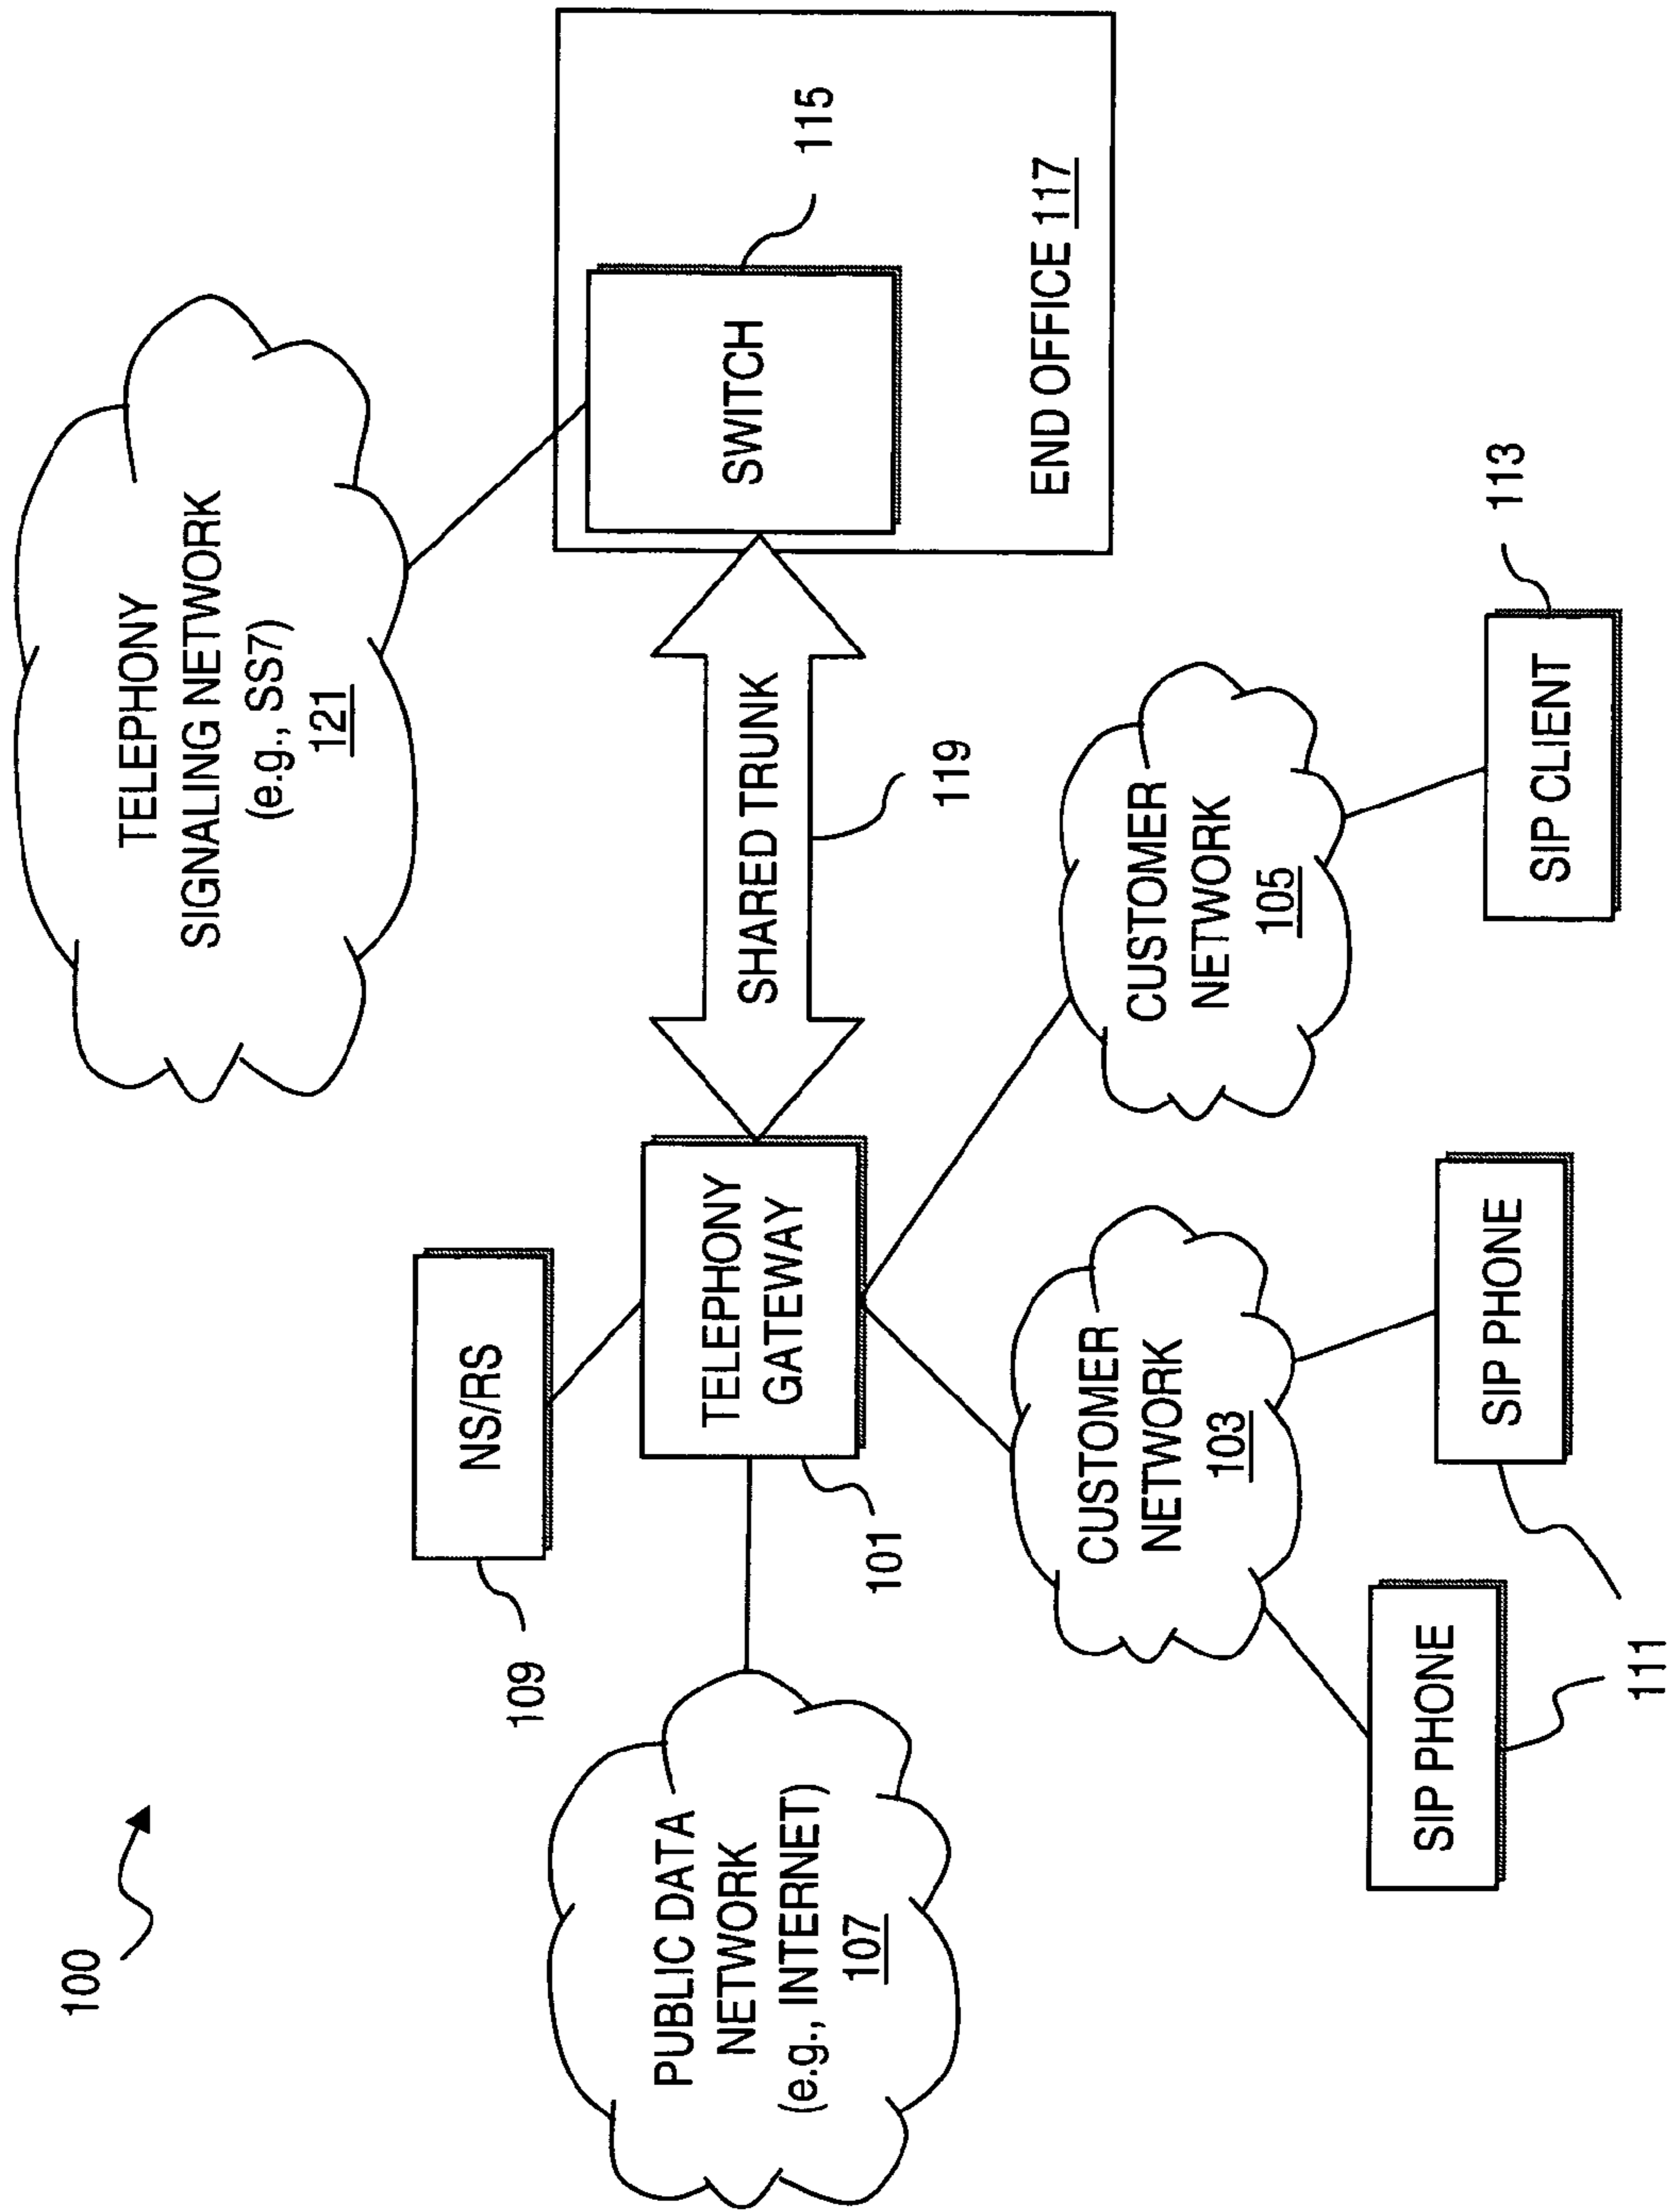 100
TELEPHONY
SIGNALING NETWORK
(e.g., SS7)
121
NS/RS
109
PUBLIC DATA
NETWORK
(e.g., INTERNET)
107
TELEPHONY
GATEWAY
101
SHARED TRUNK
119
SWITCH
115
END OFFICE 117
CUSTOMER
NETWORK
103
CUSTOMER
NETWORK
105
SIP PHONE
SIP PHONE
111
SIP CLIENT
113